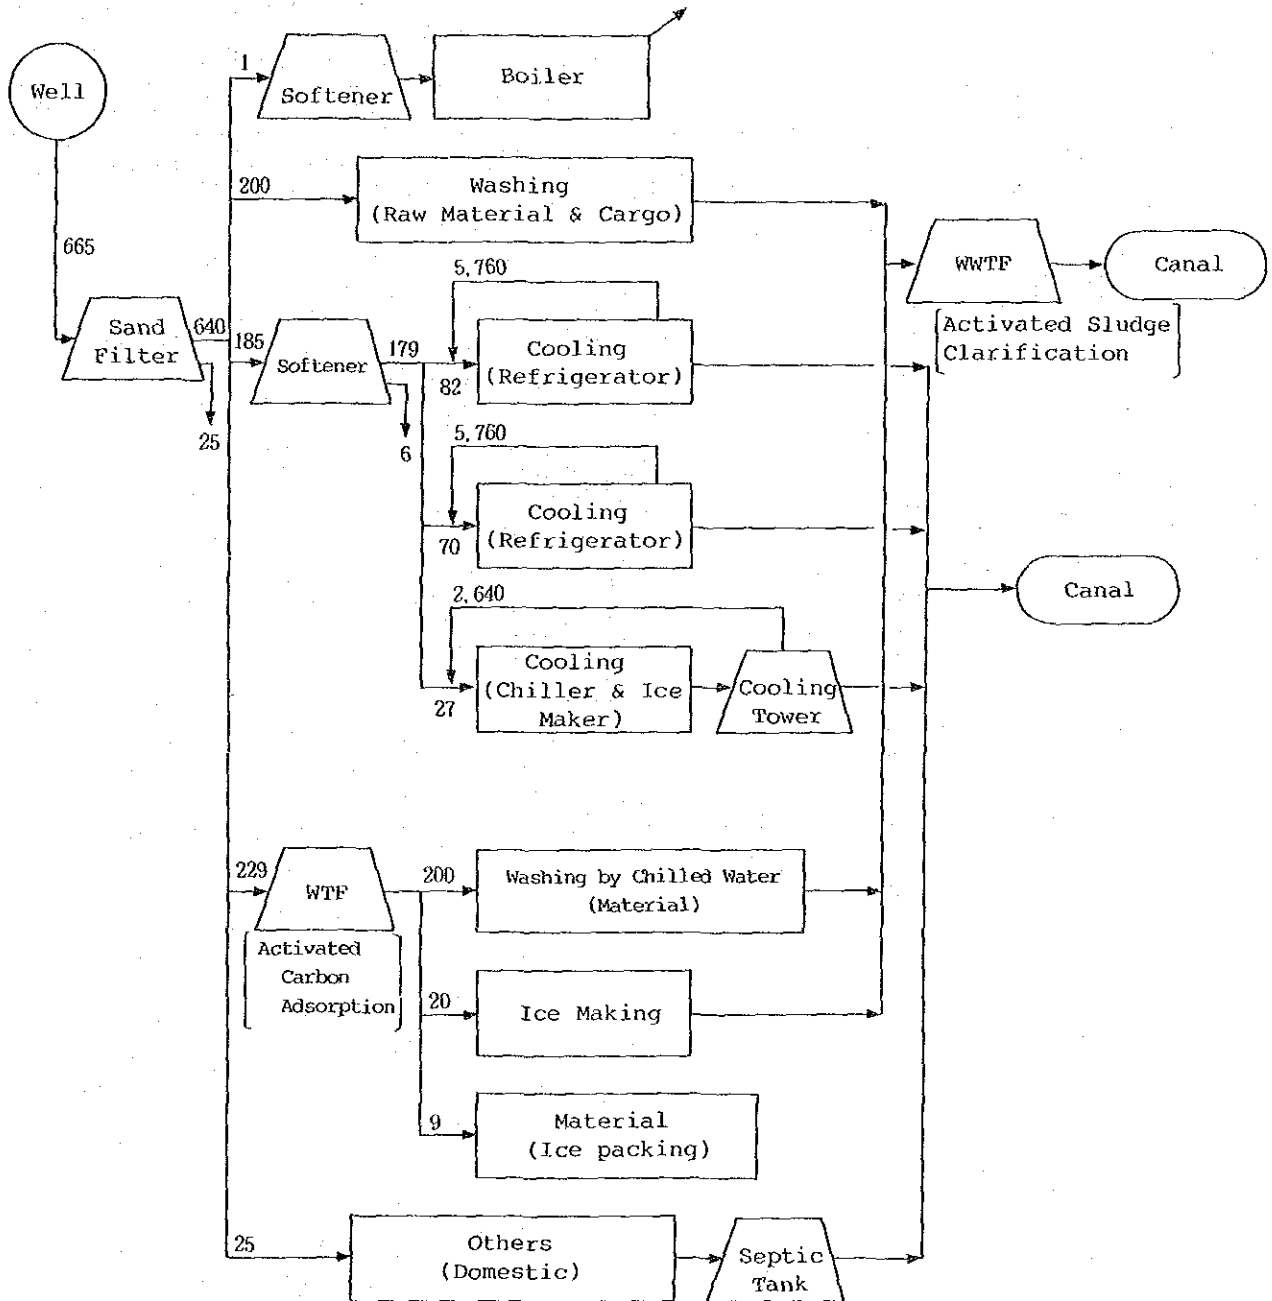 Well
665
Sand
Filter
640
25
1
Softener
Boiler
200
Washing
(Raw Material & Cargo)
WWTF
Activated Sludge
Clarification
Canal
185
Softener
179
6
5,760
82
Cooling
(Refrigerator)
5,760
70
Cooling
(Refrigerator)
Canal
2,640
27
Cooling
(Chiller & Ice
Maker)
Cooling
Tower
229
WTF
Activated
Carbon
Adsorption
200
Washing by Chilled Water
(Material)
20
Ice Making
9
Material
(Ice packing)
25
Others
(Domestic)
Septic
Tank